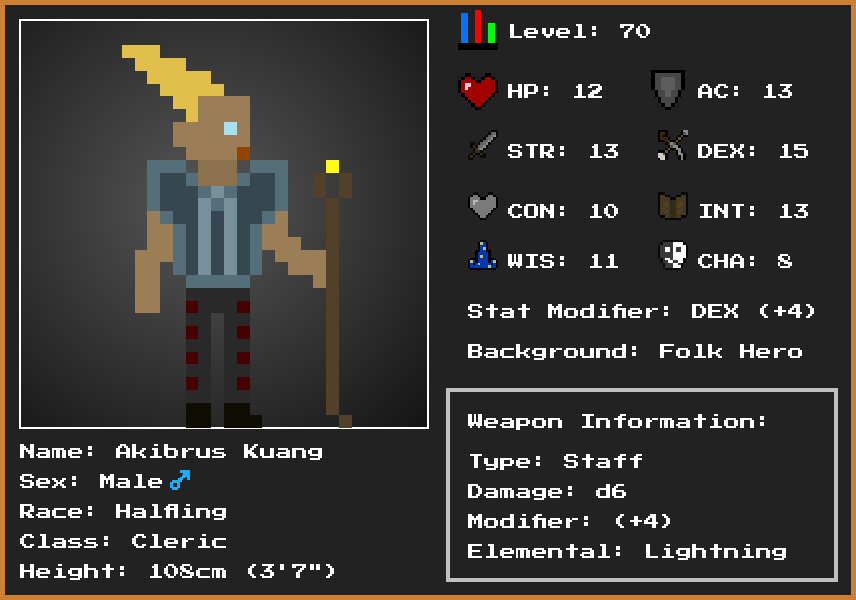 Level: 70
HP: 12
AC: 13
STR: 13
DEX: 15
CON: 10
INT: 13
WIS: 11
CHA: 8
Stat Modifier: DEX (+4)
Background: Folk Hero
Weapon Information:
Type: Staff
Damage: d6
Modifier: (+4)
Elemental: Lightning
Name: Akibrus Kuang
Sex: Male ♂
Race: Halfling
Class: Cleric
Height: 108cm (3'7")